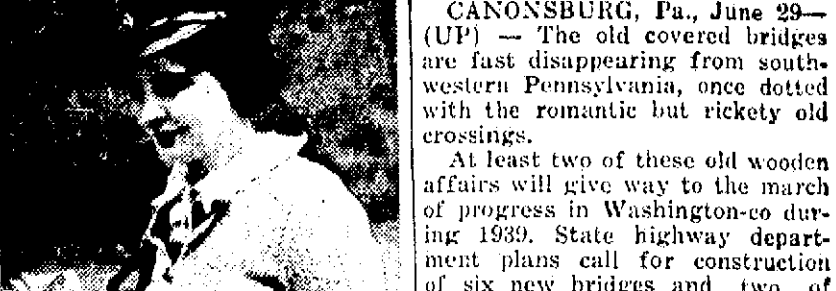 CANONSBURG, Pa., June 29—
(UP) — The old covered bridges
are fast disappearing from south-
western Pennsylvania, once dotted
with the romantic but rickety old
crossings.
At least two of these old wooden
affairs will give way to the march
of progress in Washington-co dur-
ing 1939. State highway depart-
ment plans call for construction
of six new bridges and two of